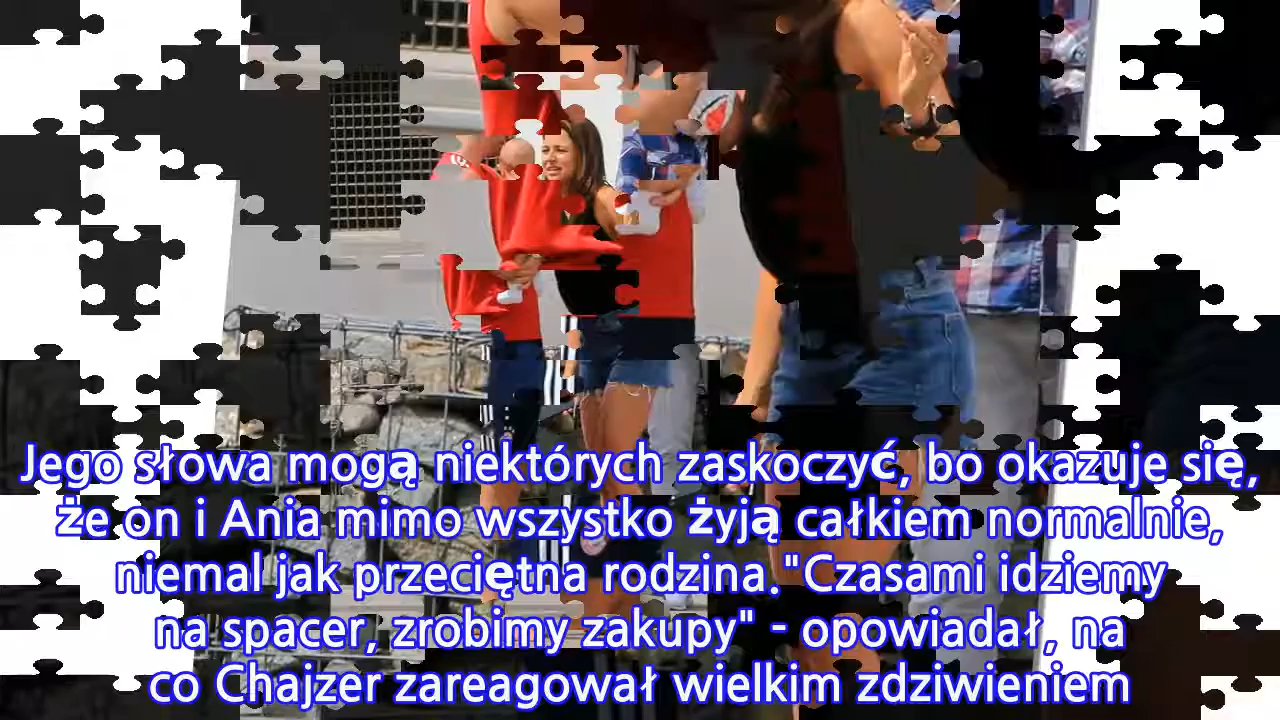 Jego słowa mogą niektórych zaskoczyć, bo okazuje się,
że on i Ania mimo wszystko żyją całkiem normalnie,
niemal jak przeciętna rodzina."Czasami idziemy
na spacer, zrobimy zakupy" - opowiadał, na
co Chajzer zareagował wielkim zdziwieniem